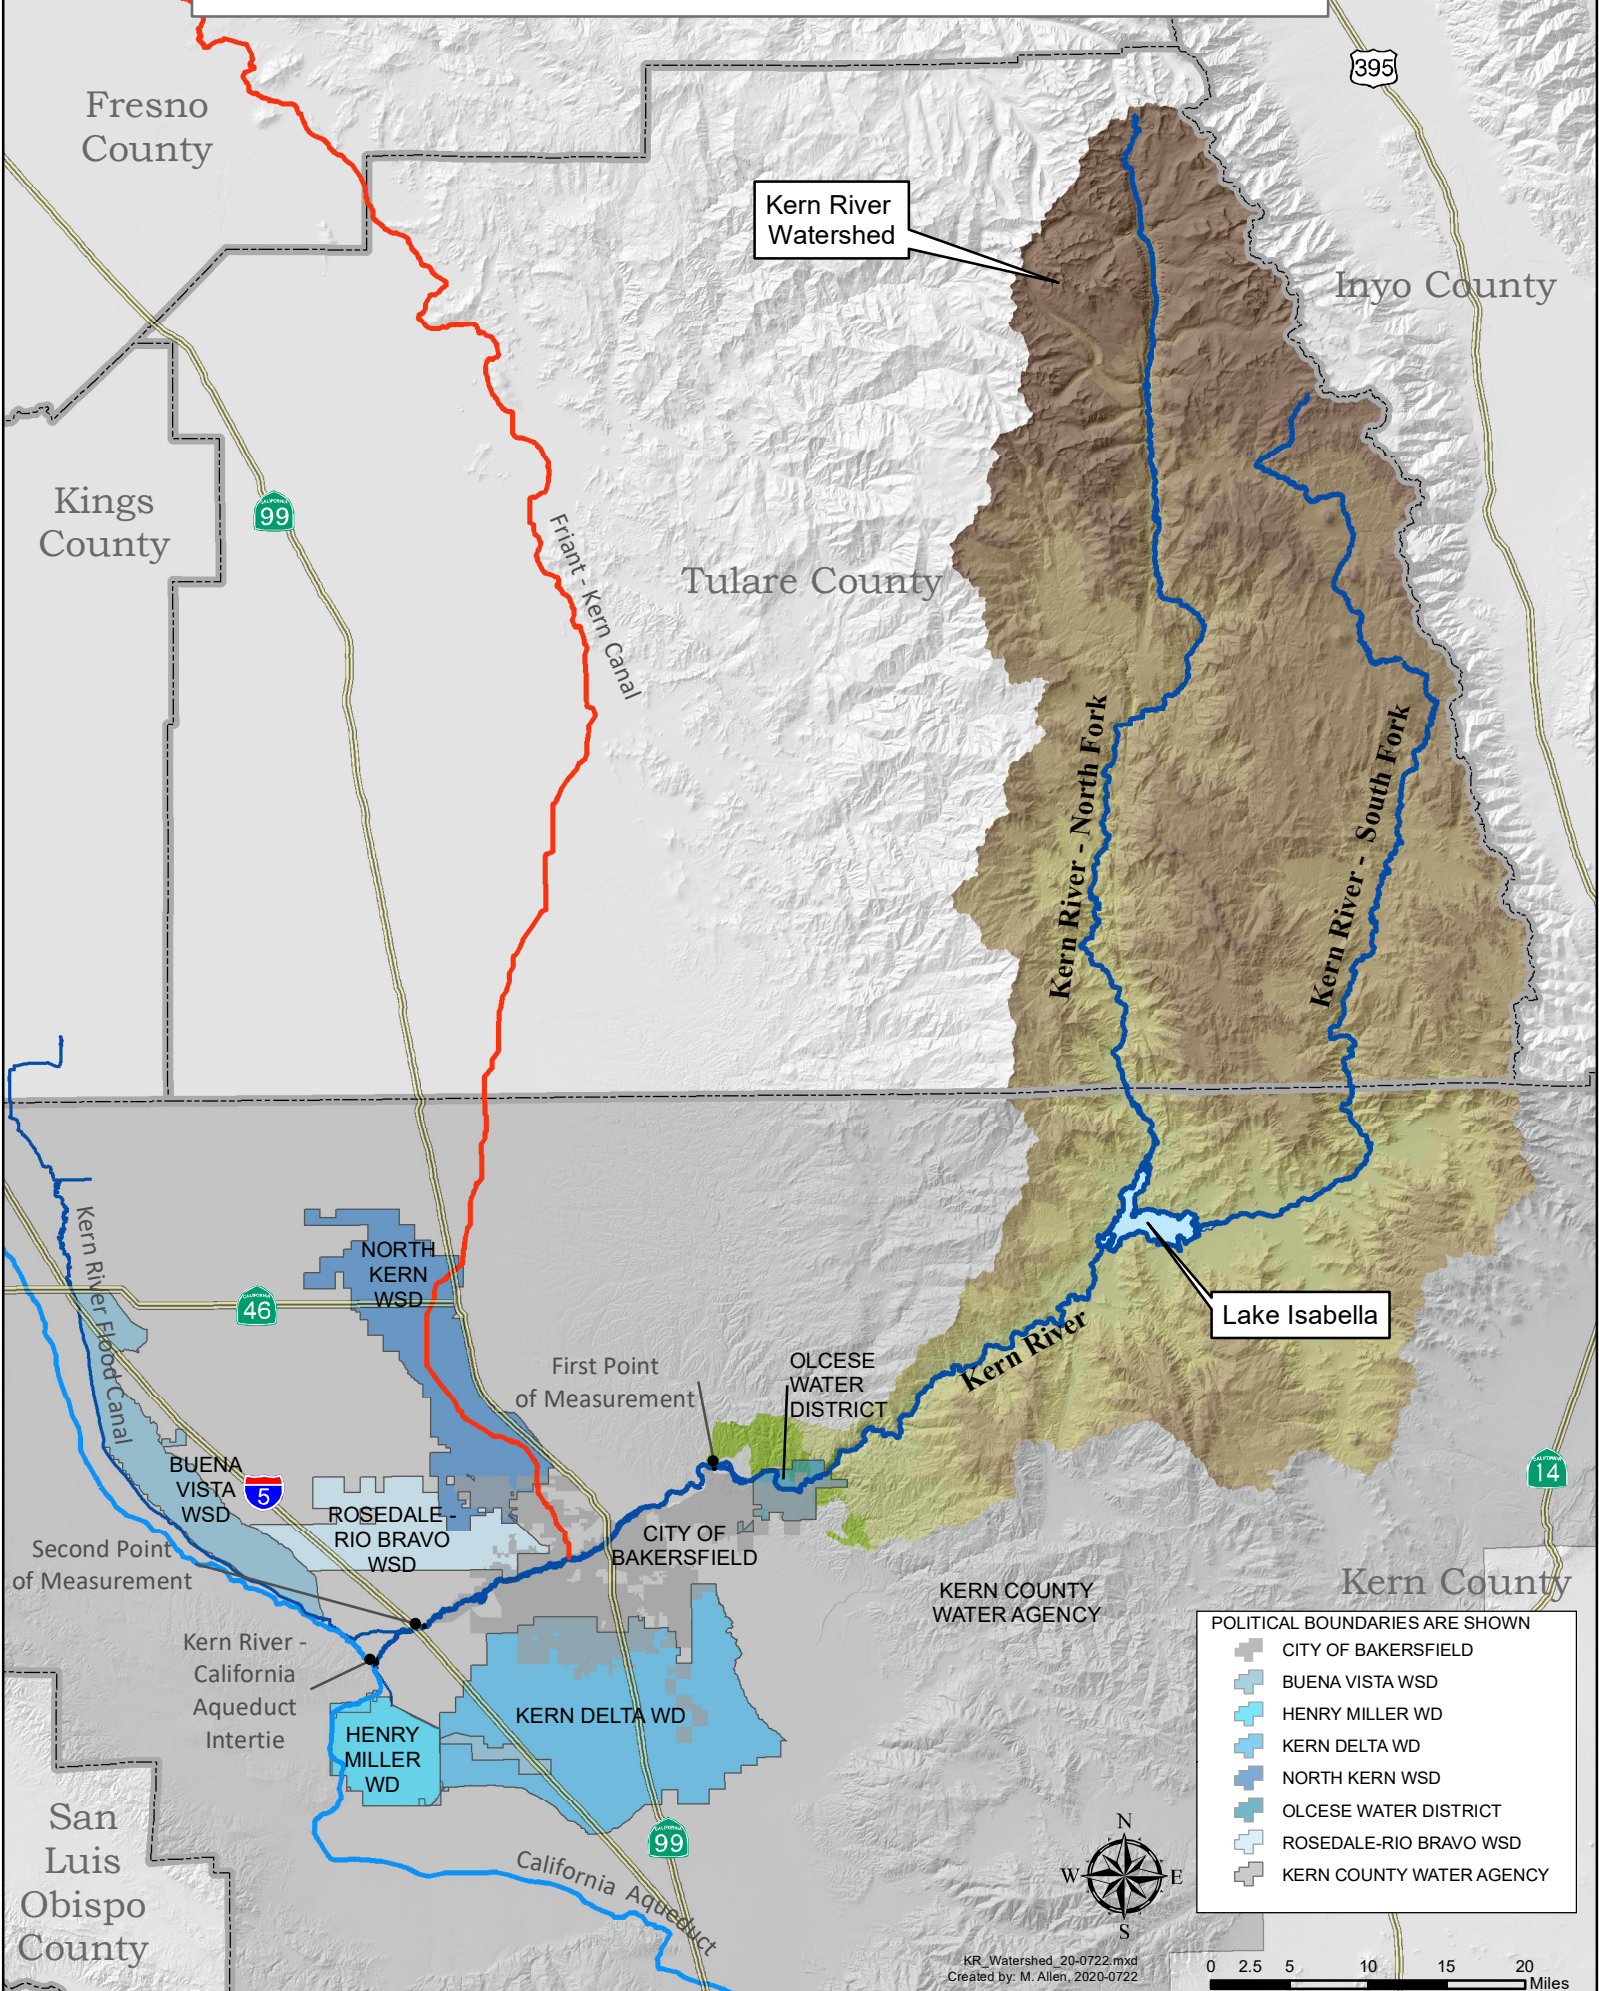 395
Fresno
County
Kern River
Watershed
Inyo County
Kings
County
CALIFORNIA
99
Friant - Kern Canal
Tulare County
Kern River - North Fork
Kern River - South Fork
Kern River Flood Canal
NORTH
KERN
WSD
CALIFORNIA
46
Lake Isabella
Kern River
First Point
of Measurement
OLCESE
WATER
DISTRICT
BUENA
VISTA
WSD
5
ROSEDALE -
RIO BRAVO
WSD
CALIFORNIA
14
CITY OF
BAKERSFIELD
Second Point
of Measurement
KERN COUNTY
WATER AGENCY
Kern County
Kern River -
California
Aqueduct
Intertie
KERN DELTA WD
HENRY
MILLER
WD
San
Luis
Obispo
County
CALIFORNIA
99
California Aqueduct
POLITICAL BOUNDARIES ARE SHOWN
CITY OF BAKERSFIELD
BUENA VISTA WSD
HENRY MILLER WD
KERN DELTA WD
NORTH KERN WSD
OLCESE WATER DISTRICT
ROSEDALE-RIO BRAVO WSD
KERN COUNTY WATER AGENCY
N
W E
S
KR_Watershed_20-0722.mxd
Created by: M. Allen, 2020-0722
0 2.5 5 10 15 20
Miles